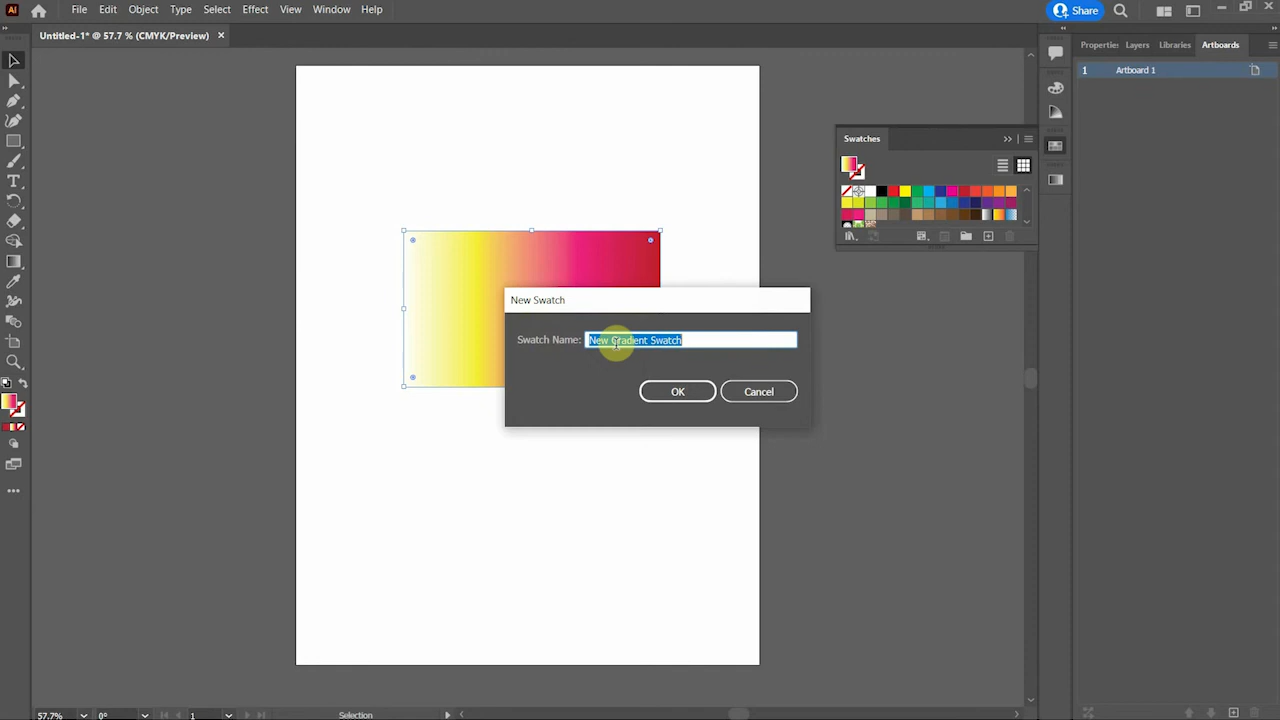 Ai File Edit Object Type Select Effect View Window Help Share
Untitled-1* @ 57.7 % (CMYK/Preview) ×
Properties Layers Libraries Artboards
1 Artboard 1
Swatches
New Swatch
Swatch Name: New Gradient Swatch
OK Cancel
57.7% 0° 1 Selection